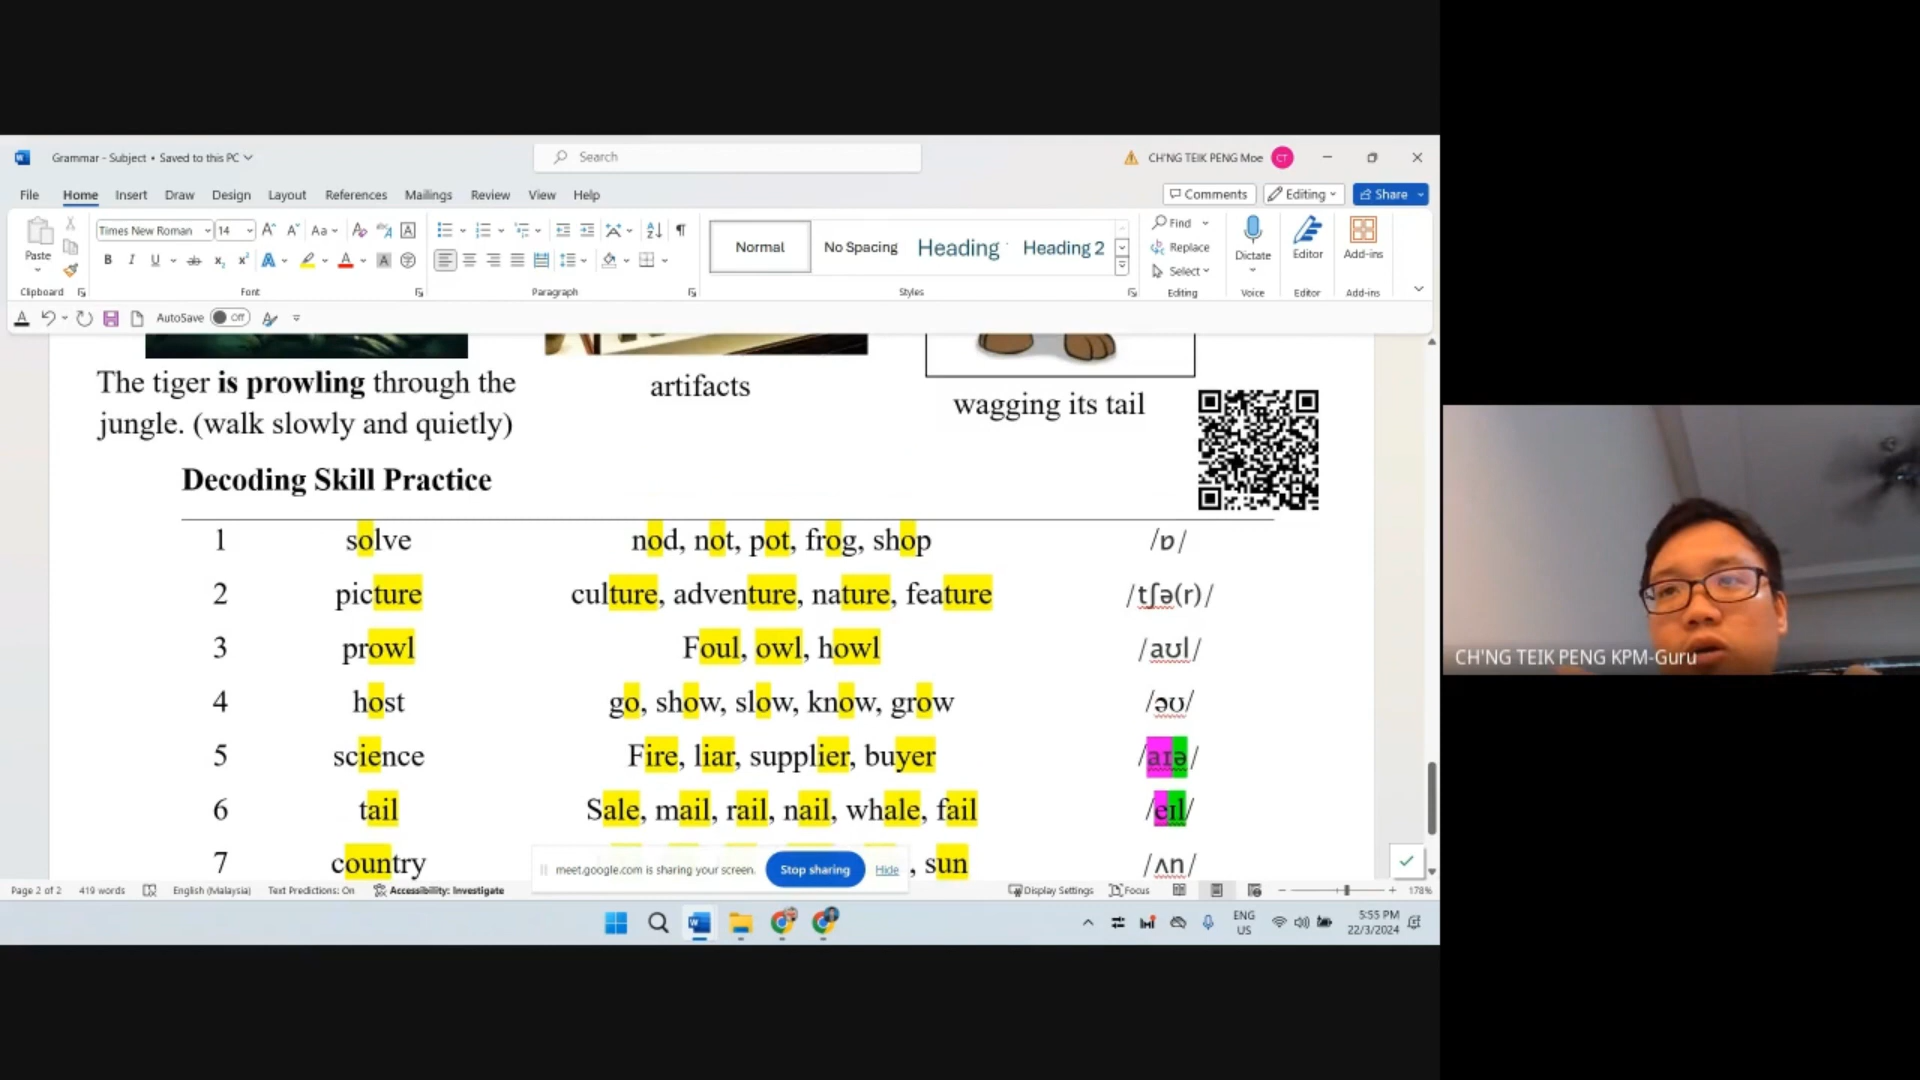 Grammar - Subject • Saved to this PC
Search
CH'NG TEIK PENG Moe
CT
File Home Insert Draw Design Layout References Mailings Review View Help
Comments Editing Share
Times New Roman 14
Paste
Normal No Spacing Heading Heading 2
Find
Replace
Select
Dictate Editor Add-ins
Clipboard Font Paragraph Styles Editing Voice Editor Add-ins
AutoSave Off
The tiger is prowling through the
jungle. (walk slowly and quietly)
artifacts
wagging its tail
Decoding Skill Practice
1 solve nod, not, pot, frog, shop /ɒ/
2 picture culture, adventure, nature, feature /tʃə(r)/
3 prowl Foul, owl, howl /aʊl/
4 host go, show, slow, know, grow /əʊ/
5 science Fire, liar, supplier, buyer /aɪə/
6 tail Sale, mail, rail, nail, whale, fail /eɪl/
7 country , sun /ʌn/
meet.google.com is sharing your screen. Stop sharing Hide
Page 2 of 2 419 words English (Malaysia) Text Predictions: On Accessibility: Investigate Display Settings Focus 178%
ENG
US
5:55 PM
22/3/2024
CH'NG TEIK PENG KPM-Guru